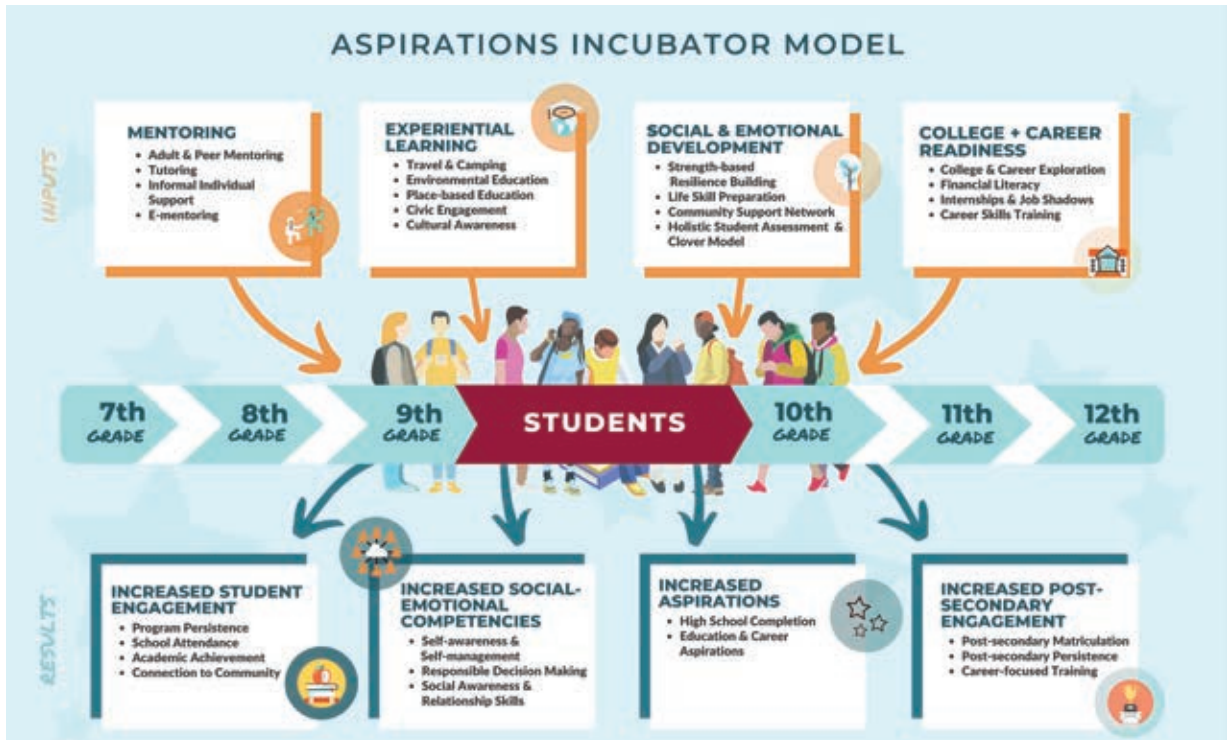 ASPIRATIONS INCUBATOR MODEL
INPUTS
MENTORING
• Adult & Peer Mentoring
• Tutoring
• Informal Individual
Support
• E-mentoring
EXPERIENTIAL
LEARNING
• Travel & Camping
• Environmental Education
• Place-based Education
• Civic Engagement
• Cultural Awareness
SOCIAL & EMOTIONAL
DEVELOPMENT
• Strength-based
Resilience Building
• Life Skill Preparation
• Community Support Network
• Holistic Student Assessment &
Clover Model
COLLEGE + CAREER
READINESS
• College & Career Exploration
• Financial Literacy
• Internships & Job Shadows
• Career Skills Training
7th
GRADE
8th
GRADE
9th
GRADE
STUDENTS
10th
GRADE
11th
GRADE
12th
GRADE
RESULTS
INCREASED STUDENT
ENGAGEMENT
• Program Persistence
• School Attendance
• Academic Achievement
• Connection to Community
INCREASED SOCIAL-
EMOTIONAL
COMPETENCIES
• Self-awareness &
Self-management
• Responsible Decision Making
• Social Awareness &
Relationship Skills
INCREASED
ASPIRATIONS
• High School Completion
• Education & Career
Aspirations
INCREASED POST-
SECONDARY
ENGAGEMENT
• Post-secondary Matriculation
• Post-secondary Persistence
• Career-focused Training